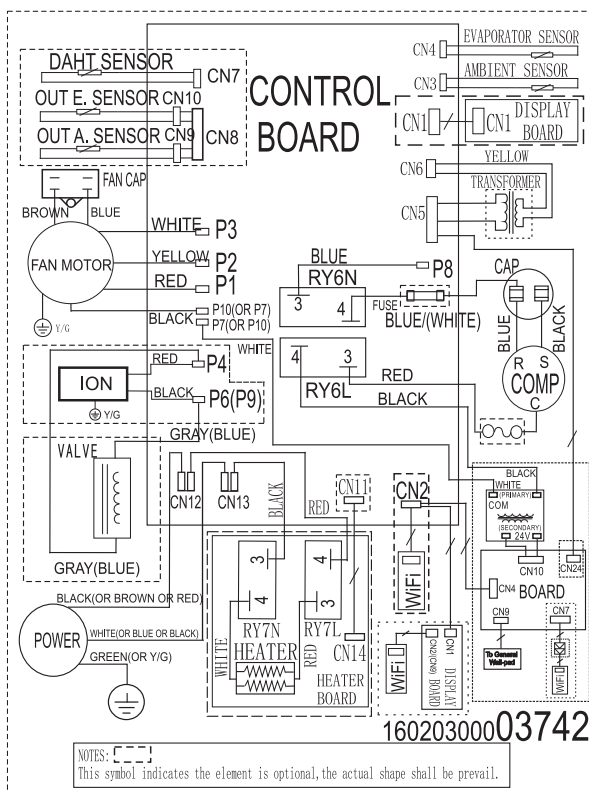 DAHT SENSOR
CN7
OUT E. SENSOR CN10
OUT A. SENSOR CN9
CN8
CONTROL
BOARD
EVAPORATOR SENSOR
CN4
AMBIENT SENSOR
CN3
CN1
CN1
DISPLAY
BOARD
YELLOW
CN6
TRANSFORMER
CN5
FAN CAP
BROWN
BLUE
FAN MOTOR
WHITE
P3
YELLOW
P2
RED
P1
P10(OR P7)
BLACK
P7(OR P10)
Y/G
WHITE
BLUE
P8
RY6N
3
4
FUSE
BLUE/(WHITE)
CAP
BLUE
BLACK
R S
COMP
C
4
3
RY6L
RED
BLACK
ION
RED
P4
BLACK
P6(P9)
Y/G
GRAY(BLUE)
VALVE
GRAY(BLUE)
CN12
CN13
BLACK
RED
CN11
CN2
WiFi
BLACK
WHITE
(PRIMARY)
COM
(SECONDARY)
24V
CN10
CN24
CN4
BOARD
CN9
CN7
To General
Wall-pad
WiFi
BLACK(OR BROWN OR RED)
POWER
WHITE(OR BLUE OR BLACK)
GREEN(OR Y/G)
3
4
RY7N
4
3
RY7L
WHITE
HEATER
RED
CN14
HEATER
BOARD
WiFi
CN2(CN9)
CN1
DISPLAY
BOARD
16020300003742
NOTES:
This symbol indicates the element is optional,the actual shape shall be prevail.